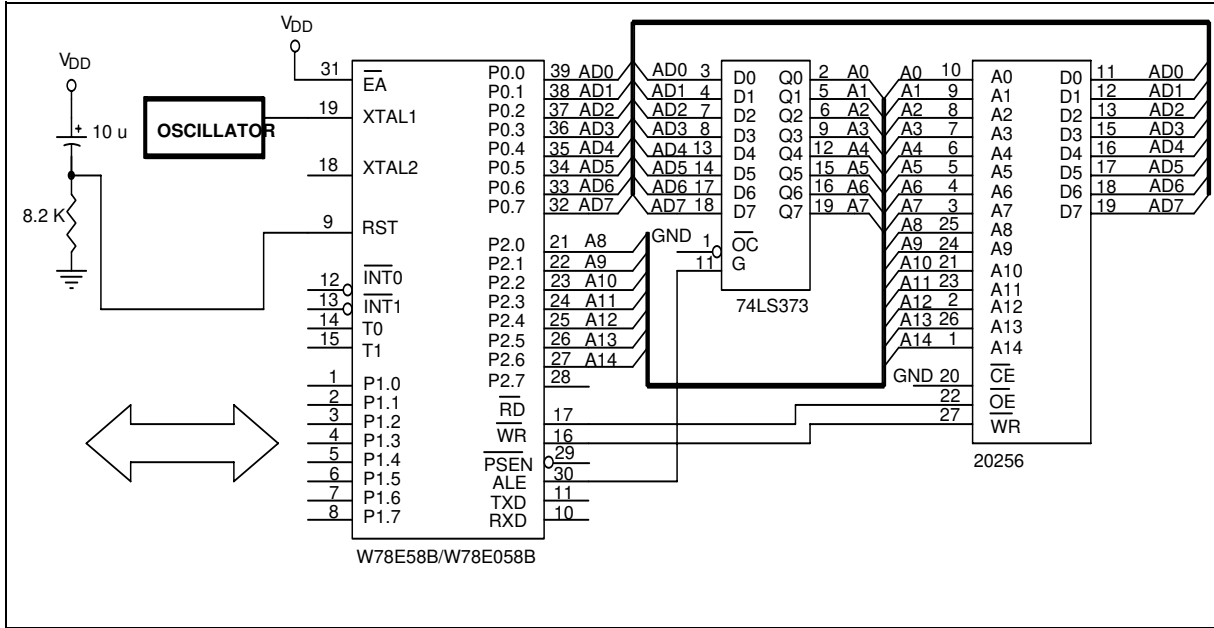 VDD
10 u
8.2 K
VDD
OSCILLATOR
31 EA P0.0 39 AD0
19 XTAL1 P0.1 38 AD1
P0.2 37 AD2
P0.3 36 AD3
P0.4 35 AD4
18 XTAL2 P0.5 34 AD5
P0.6 33 AD6
P0.7 32 AD7
9 RST
P2.0 21 A8
P2.1 22 A9
12 INT0 P2.2 23 A10
13 INT1 P2.3 24 A11
14 T0 P2.4 25 A12
15 T1 P2.5 26 A13
P2.6 27 A14
1 P1.0 P2.7 28
2 P1.1
3 P1.2 RD 17
4 P1.3 WR 16
5 P1.4 PSEN 29
6 P1.5 ALE 30
7 P1.6 TXD 11
8 P1.7 RXD 10
W78E58B/W78E058B
AD0 3 D0 Q0 2 A0
AD1 4 D1 Q1 5 A1
AD2 7 D2 Q2 6 A2
AD3 8 D3 Q3 9 A3
AD4 13 D4 Q4 12 A4
AD5 14 D5 Q5 15 A5
AD6 17 D6 Q6 16 A6
AD7 18 D7 Q7 19 A7
GND 1 OC
11 G
74LS373
A0 10 A0 D0 11 AD0
A1 9 A1 D1 12 AD1
A2 8 A2 D2 13 AD2
A3 7 A3 D3 15 AD3
A4 6 A4 D4 16 AD4
A5 5 A5 D5 17 AD5
A6 4 A6 D6 18 AD6
A7 3 A7 D7 19 AD7
A8 25 A8
A9 24 A9
A10 21 A10
A11 23 A11
A12 2 A12
A13 26 A13
A14 1 A14
GND 20 CE
22 OE
27 WR
20256